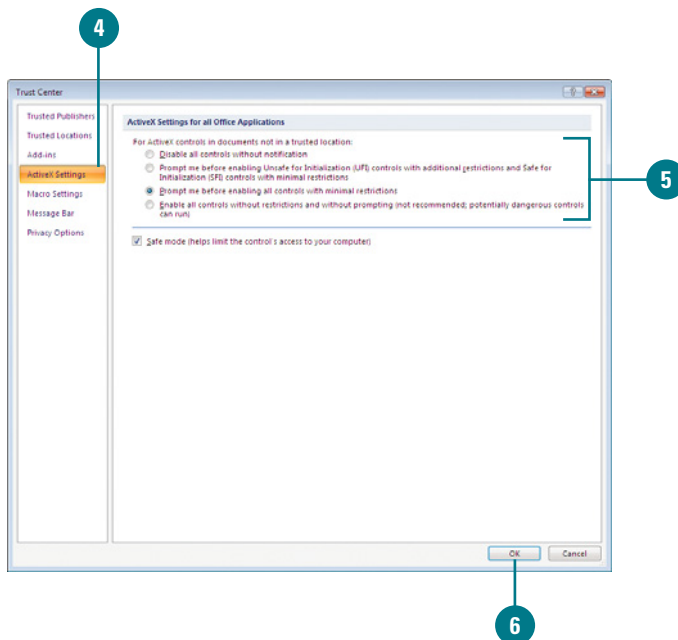 4
Trust Center
Trusted Publishers
Trusted Locations
Add-ins
ActiveX Settings
Macro Settings
Message Bar
Privacy Options
ActiveX Settings for all Office Applications
For ActiveX controls in documents not in a trusted location:
Disable all controls without notification
Prompt me before enabling Unsafe for Initialization (UFI) controls with additional restrictions and Safe for
Initialization (SFI) controls with minimal restrictions
Prompt me before enabling all controls with minimal restrictions
Enable all controls without restrictions and without prompting (not recommended; potentially dangerous controls
can run)
Safe mode (helps limit the control's access to your computer)
5
OK
Cancel
6